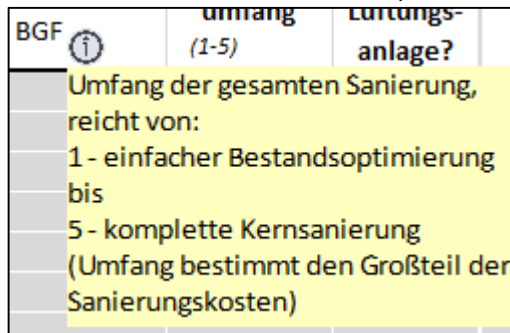 BGF
umfang
(1-5)
Lüftungs-
anlage?
Umfang der gesamten Sanierung,
reicht von:
1 - einfacher Bestandsoptimierung
bis
5 - komplette Kernsanierung
(Umfang bestimmt den Großteil der
Sanierungskosten)